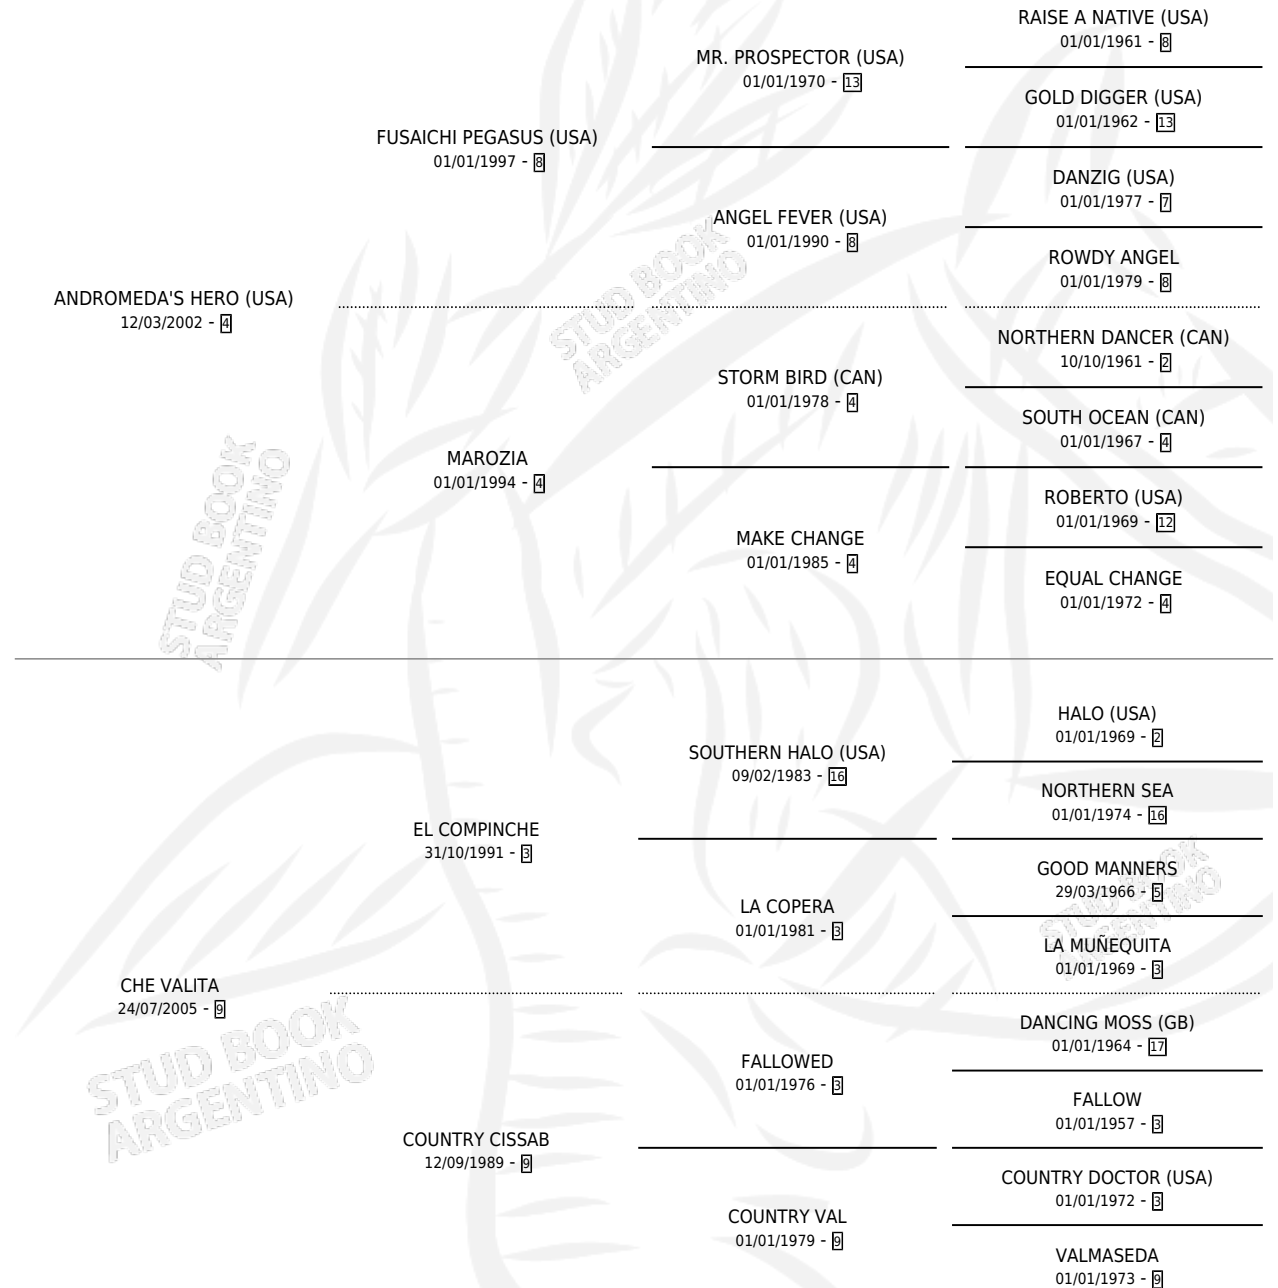 RAISE A NATIVE (USA)
01/01/1961 - 8
MR. PROSPECTOR (USA)
01/01/1970 - 13
GOLD DIGGER (USA)
01/01/1962 - 13
FUSAICHI PEGASUS (USA)
01/01/1997 - 8
DANZIG (USA)
01/01/1977 - 7
ANGEL FEVER (USA)
01/01/1990 - 8
ROWDY ANGEL
01/01/1979 - 8
ANDROMEDA'S HERO (USA)
12/03/2002 - 4
STUD BOOK
ARGENTINO
NORTHERN DANCER (CAN)
10/10/1961 - 2
STORM BIRD (CAN)
01/01/1978 - 4
SOUTH OCEAN (CAN)
01/01/1967 - 4
MAROZIA
01/01/1994 - 4
ROBERTO (USA)
01/01/1969 - 12
MAKE CHANGE
01/01/1985 - 4
EQUAL CHANGE
01/01/1972 - 4
STUD BOOK
ARGENTINO
HALO (USA)
01/01/1969 - 2
SOUTHERN HALO (USA)
09/02/1983 - 16
NORTHERN SEA
01/01/1974 - 16
EL COMPINCHE
31/10/1991 - 3
GOOD MANNERS
29/03/1966 - 5
STUD BOOK
ARGENTINO
LA COPERA
01/01/1981 - 3
LA MUÑEQUITA
01/01/1969 - 3
CHE VALITA
24/07/2005 - 9
STUD BOOK
ARGENTINO
DANCING MOSS (GB)
01/01/1964 - 17
FALLOWED
01/01/1976 - 3
FALLOW
01/01/1957 - 3
COUNTRY CISSAB
12/09/1989 - 9
COUNTRY DOCTOR (USA)
01/01/1972 - 3
COUNTRY VAL
01/01/1979 - 9
VALMASEDA
01/01/1973 - 9